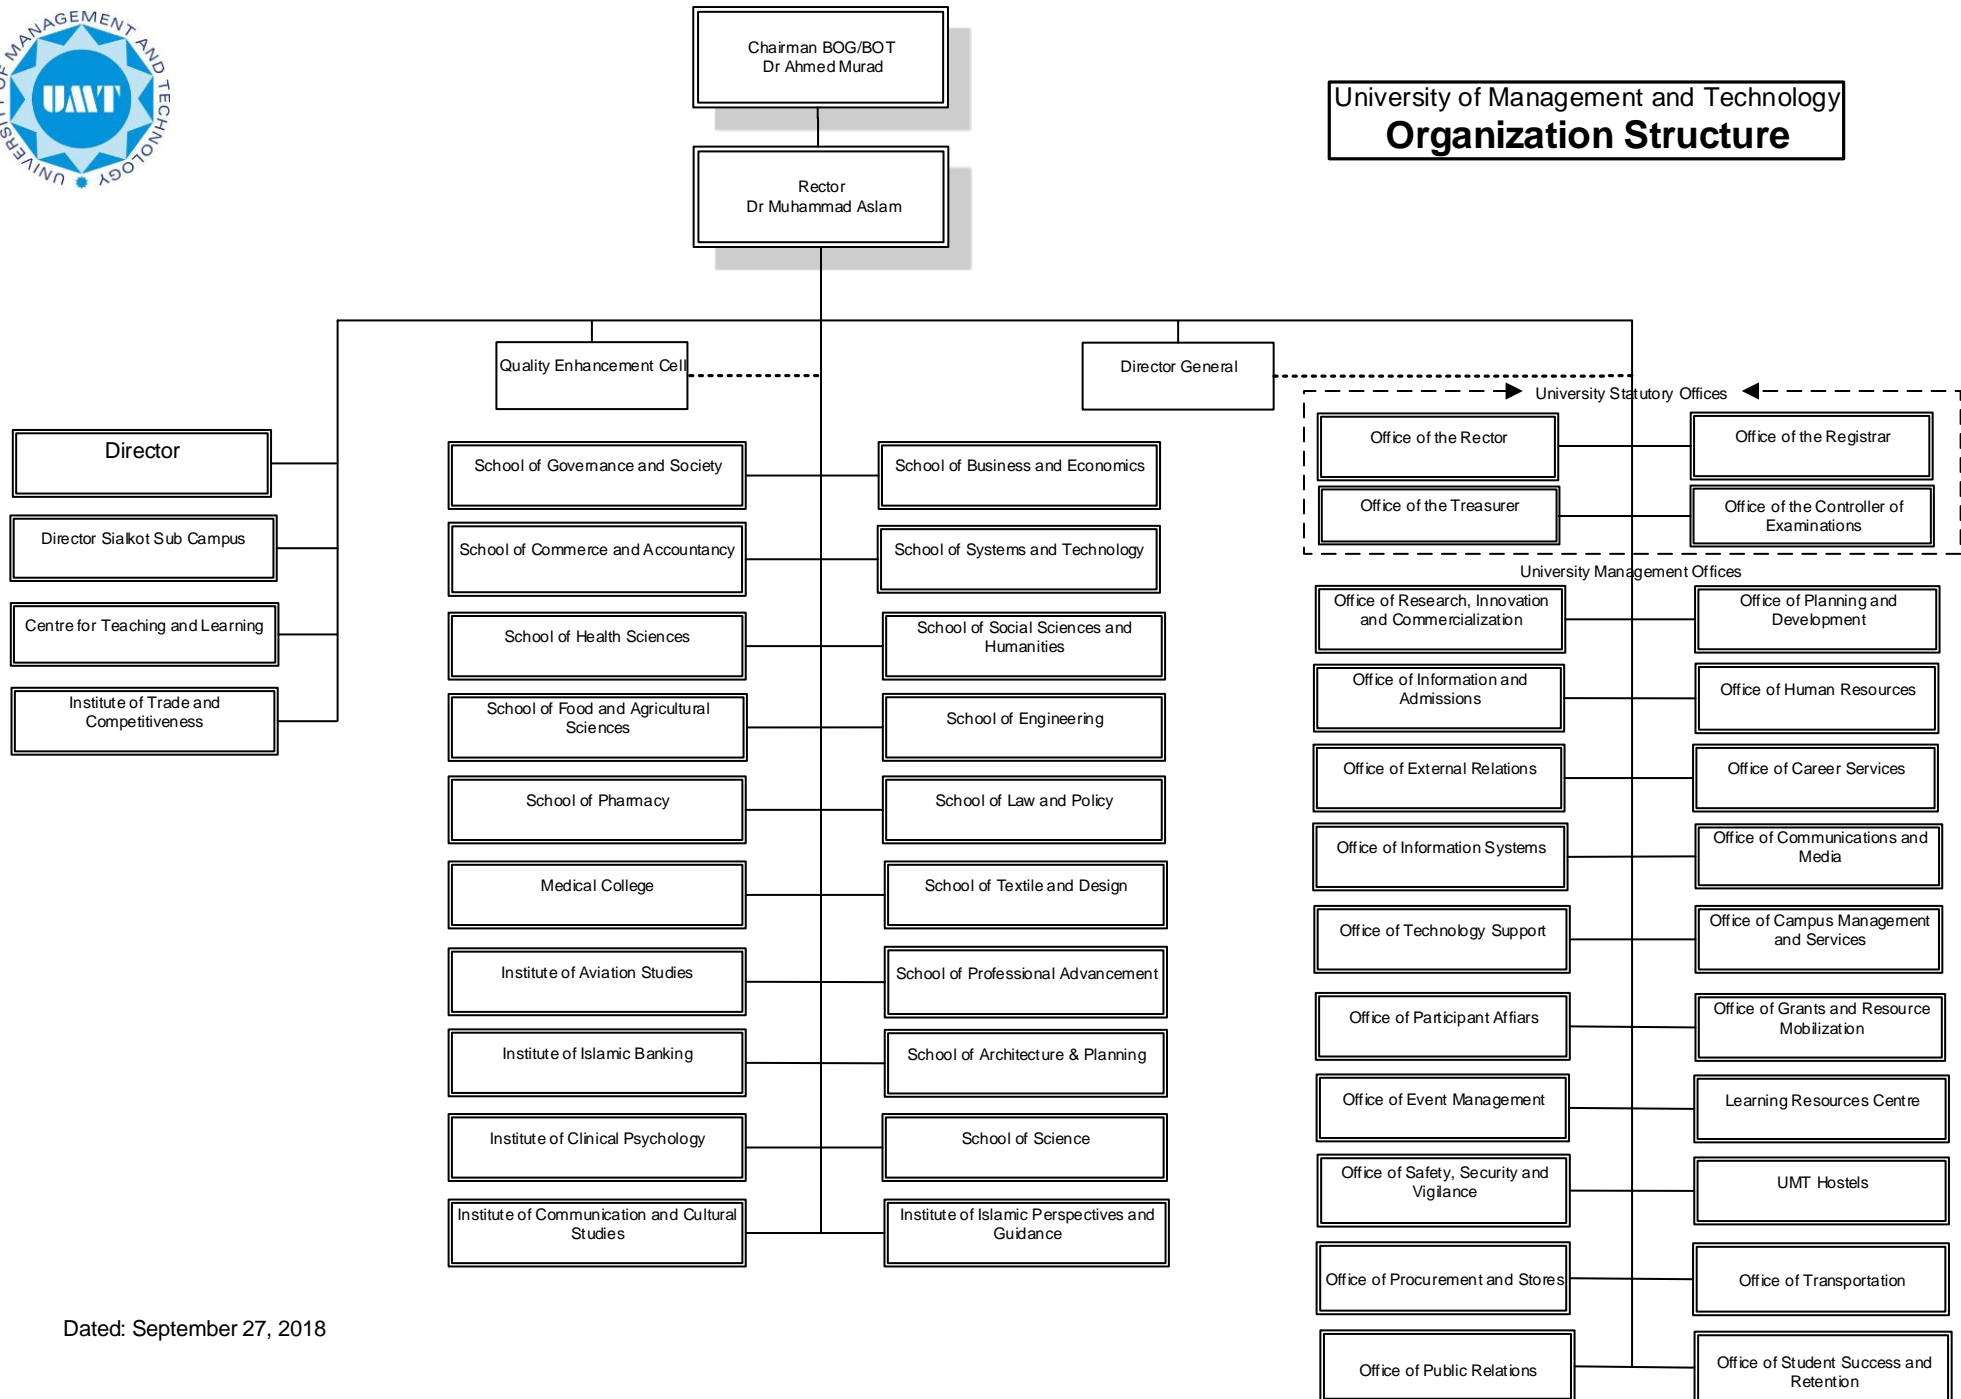 UNIVERSITY OF MANAGEMENT AND TECHNOLOGY
UMT
Chairman BOG/BOT
Dr Ahmed Murad
University of Management and Technology
Organization Structure
Rector
Dr Muhammad Aslam
Quality Enhancement Cell
Director General
University Statutory Offices
Director
Director Sialkot Sub Campus
Centre for Teaching and Learning
Institute of Trade and
Competitiveness
School of Governance and Society
School of Business and Economics
School of Commerce and Accountancy
School of Systems and Technology
School of Health Sciences
School of Social Sciences and
Humanities
School of Food and Agricultural
Sciences
School of Engineering
School of Pharmacy
School of Law and Policy
Medical College
School of Textile and Design
Institute of Aviation Studies
School of Professional Advancement
Institute of Islamic Banking
School of Architecture & Planning
Institute of Clinical Psychology
School of Science
Institute of Communication and Cultural
Studies
Institute of Islamic Perspectives and
Guidance
Office of the Rector
Office of the Registrar
Office of the Treasurer
Office of the Controller of
Examinations
University Management Offices
Office of Research, Innovation
and Commercialization
Office of Planning and
Development
Office of Information and
Admissions
Office of Human Resources
Office of External Relations
Office of Career Services
Office of Information Systems
Office of Communications and
Media
Office of Technology Support
Office of Campus Management
and Services
Office of Participant Affiars
Office of Grants and Resource
Mobilization
Office of Event Management
Learning Resources Centre
Office of Safety, Security and
Vigilance
UMT Hostels
Office of Procurement and Stores
Office of Transportation
Office of Public Relations
Office of Student Success and
Retention
Dated: September 27, 2018